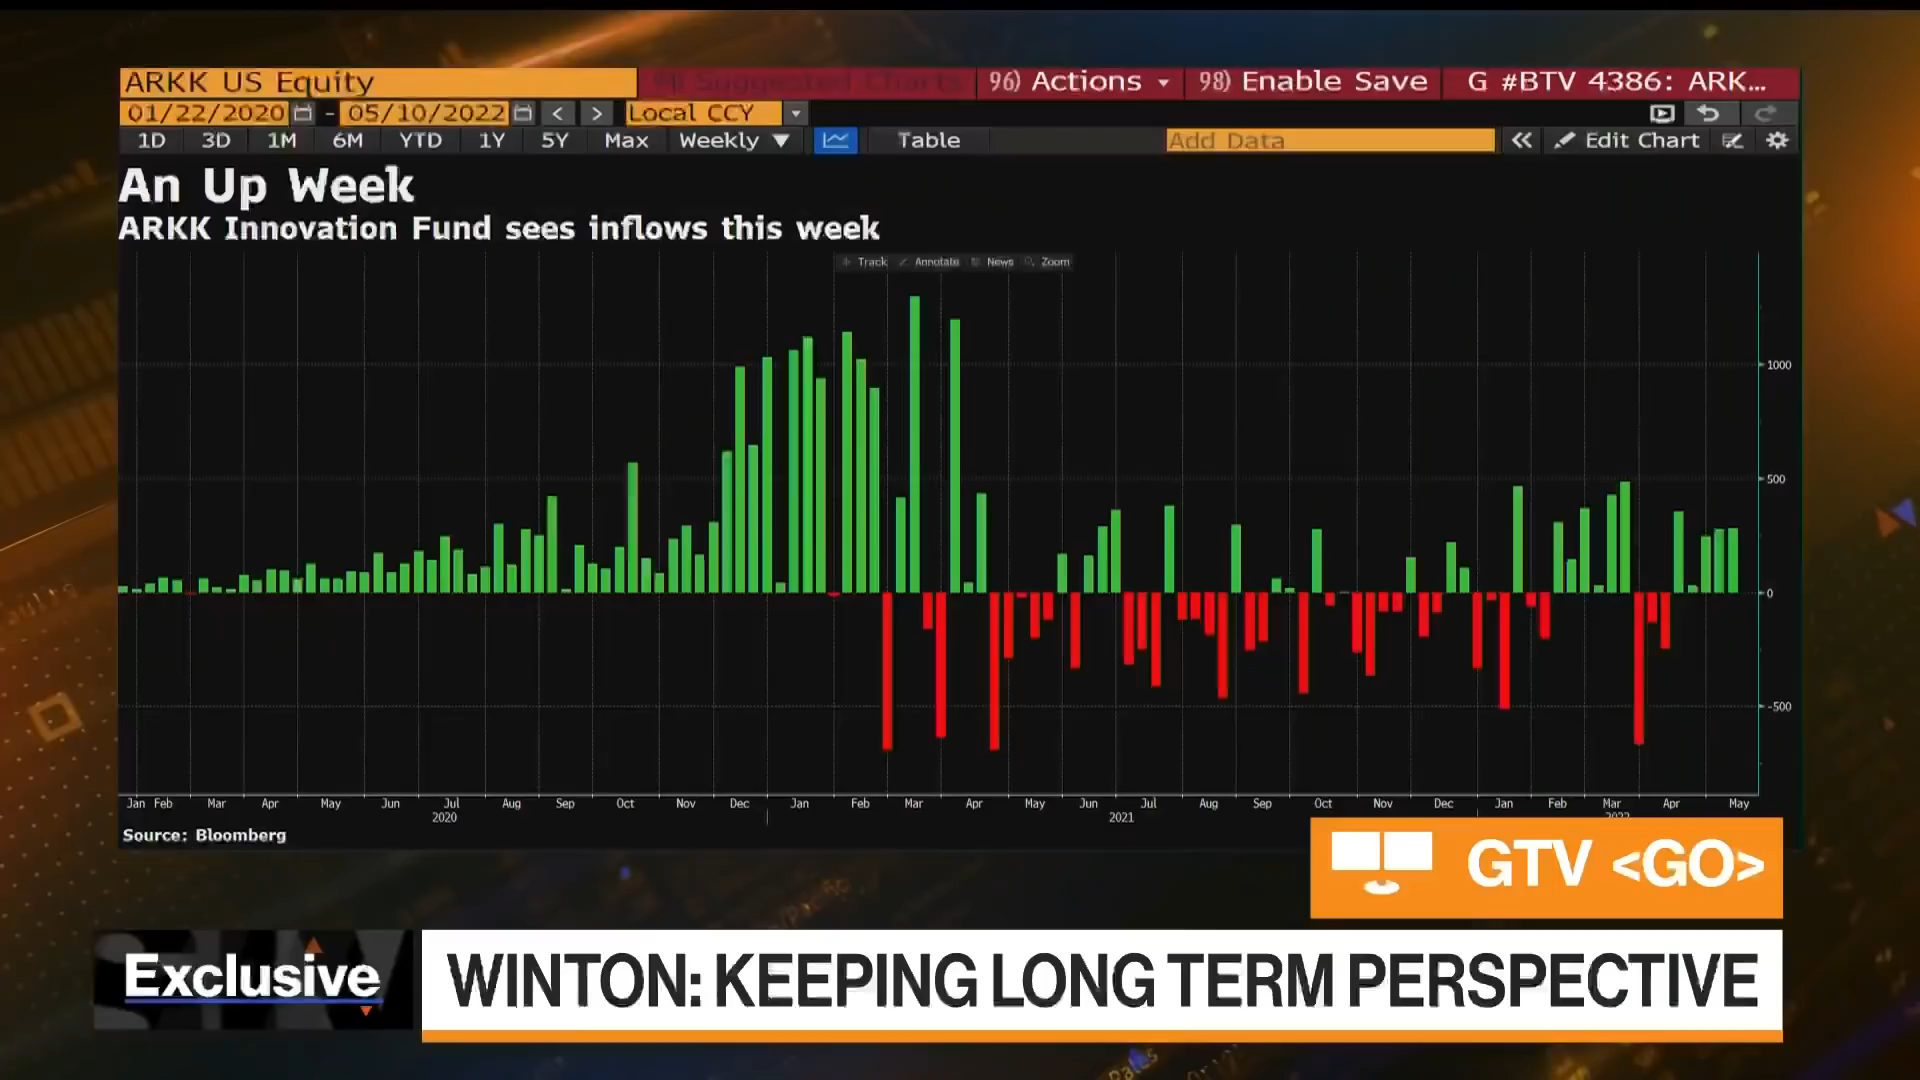 ARKK US Equity 94) Suggested Charts 96) Actions 98) Enable Save G #BTV 4386: ARK...
01/22/2020 - 05/10/2022 < > Local CCY
1D 3D 1M 6M YTD 1Y 5Y Max Weekly Table Add Data << Edit Chart
An Up Week
ARKK Innovation Fund sees inflows this week
Track Annotate News Zoom
1000
500
0
-500
Jan Feb Mar Apr May Jun Jul Aug Sep Oct Nov Dec Jan Feb Mar Apr May Jun Jul Aug Sep Oct Nov Dec Jan Feb Mar Apr May
2020 2021 2022
Source: Bloomberg
GTV <GO>
Exclusive
WINTON: KEEPING LONG TERM PERSPECTIVE